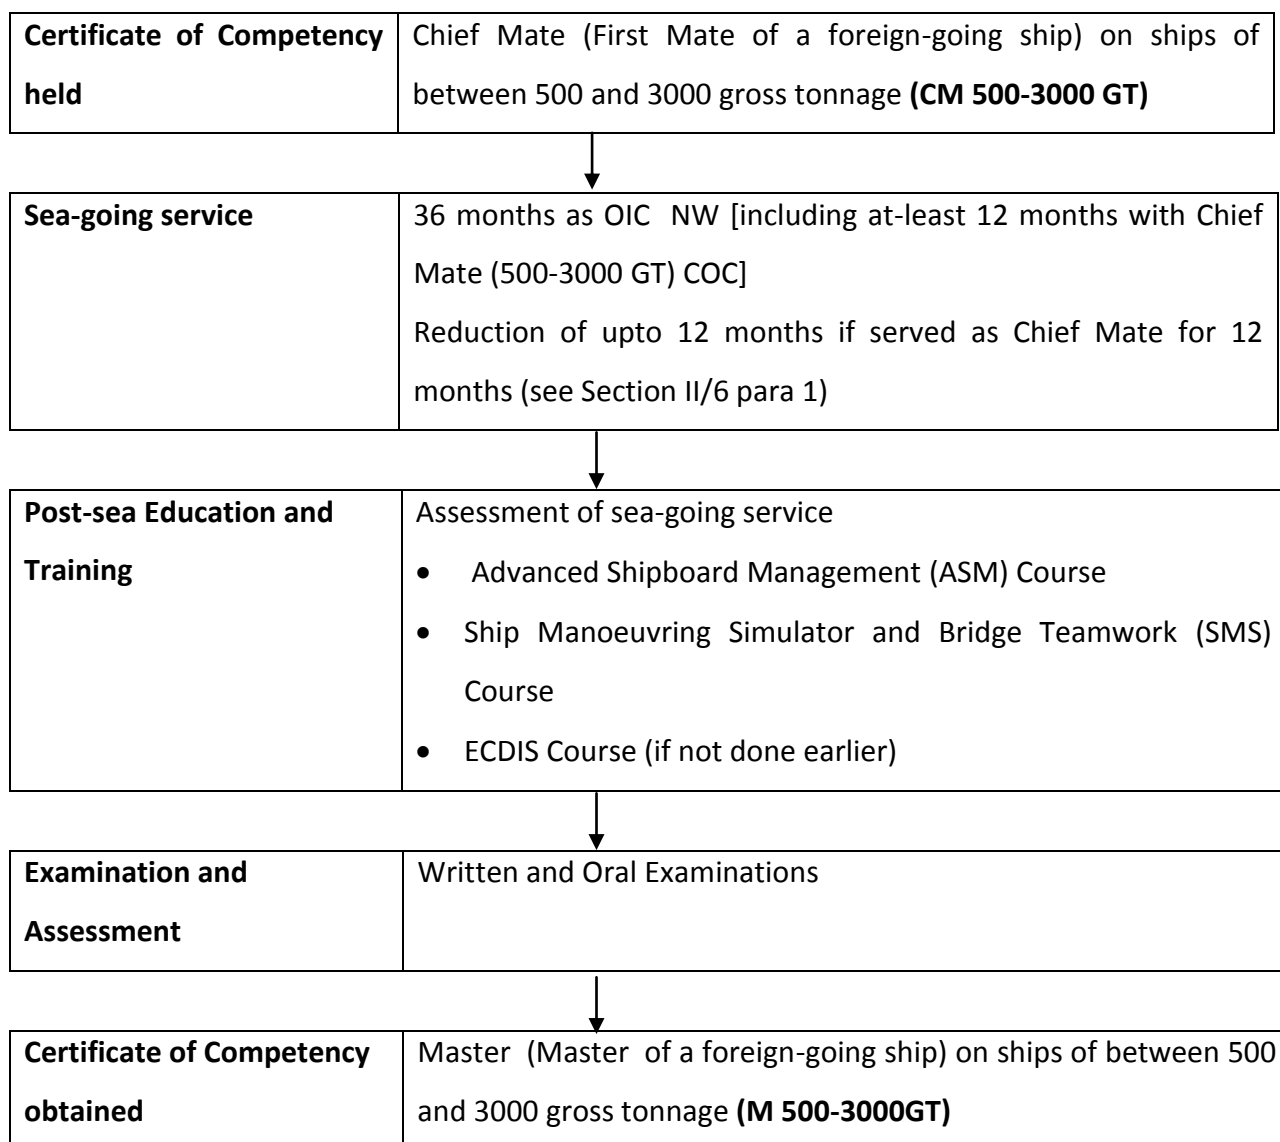 Certificate of Competency
held
Chief Mate (First Mate of a foreign-going ship) on ships of
between 500 and 3000 gross tonnage (CM 500-3000 GT)
Sea-going service
36 months as OIC NW [including at-least 12 months with Chief
Mate (500-3000 GT) COC]
Reduction of upto 12 months if served as Chief Mate for 12
months (see Section II/6 para 1)
Post-sea Education and
Training
Assessment of sea-going service
• Advanced Shipboard Management (ASM) Course
• Ship Manoeuvring Simulator and Bridge Teamwork (SMS)
Course
• ECDIS Course (if not done earlier)
Examination and
Assessment
Written and Oral Examinations
Certificate of Competency
obtained
Master (Master of a foreign-going ship) on ships of between 500
and 3000 gross tonnage (M 500-3000GT)